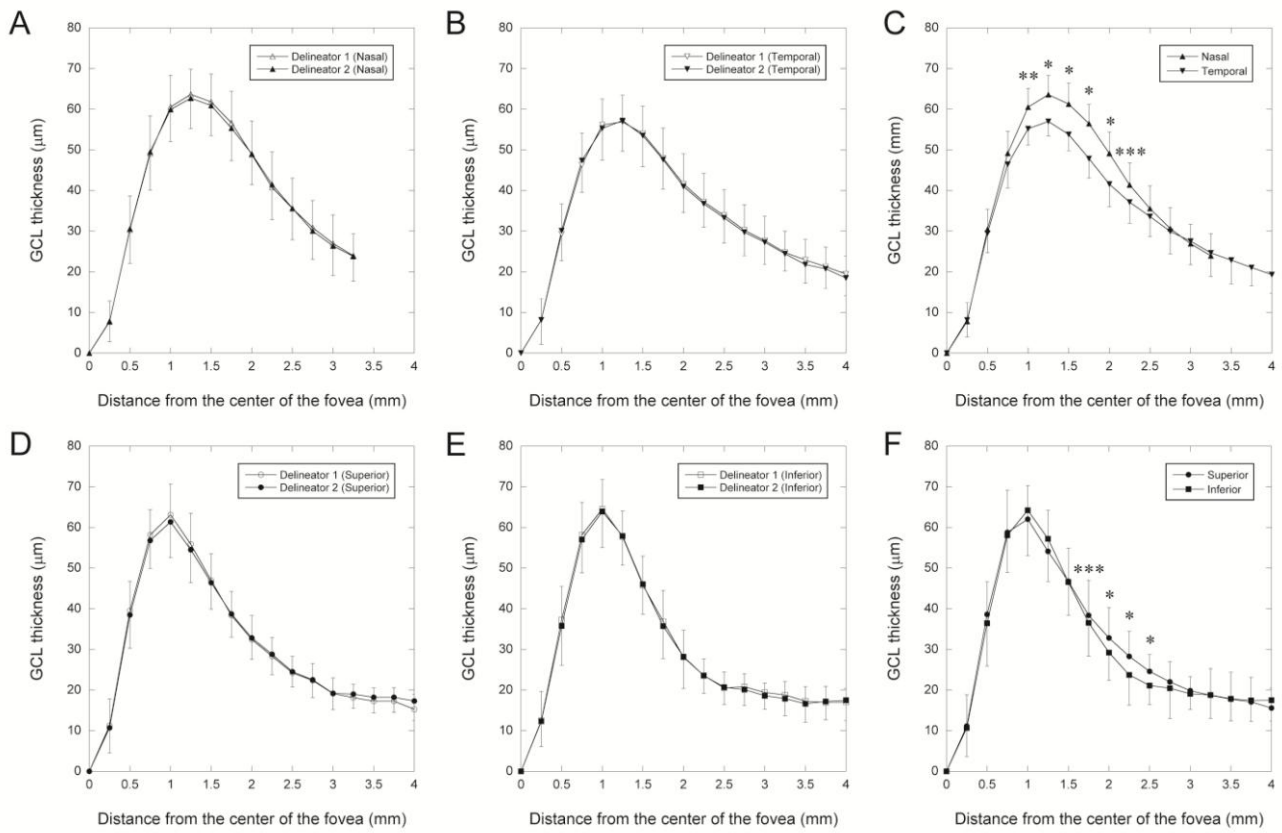 A
Delineator 1 (Nasal)
Delineator 2 (Nasal)
GCL thickness (μm)
80
70
60
50
40
30
20
10
0
0 0.5 1 1.5 2 2.5 3 3.5 4
Distance from the center of the fovea (mm)
B
Delineator 1 (Temporal)
Delineator 2 (Temporal)
GCL thickness (μm)
80
70
60
50
40
30
20
10
0
0 0.5 1 1.5 2 2.5 3 3.5 4
Distance from the center of the fovea (mm)
C
Nasal
Temporal
** * * * * ***
GCL thickness (mm)
80
70
60
50
40
30
20
10
0
0 0.5 1 1.5 2 2.5 3 3.5 4
Distance from the center of the fovea (mm)
D
Delineator 1 (Superior)
Delineator 2 (Superior)
GCL thickness (μm)
80
70
60
50
40
30
20
10
0
0 0.5 1 1.5 2 2.5 3 3.5 4
Distance from the center of the fovea (mm)
E
Delineator 1 (Inferior)
Delineator 2 (Inferior)
GCL thickness (μm)
80
70
60
50
40
30
20
10
0
0 0.5 1 1.5 2 2.5 3 3.5 4
Distance from the center of the fovea (mm)
F
Superior
Inferior
*** * * *
GCL thickness (μm)
80
70
60
50
40
30
20
10
0
0 0.5 1 1.5 2 2.5 3 3.5 4
Distance from the center of the fovea (mm)